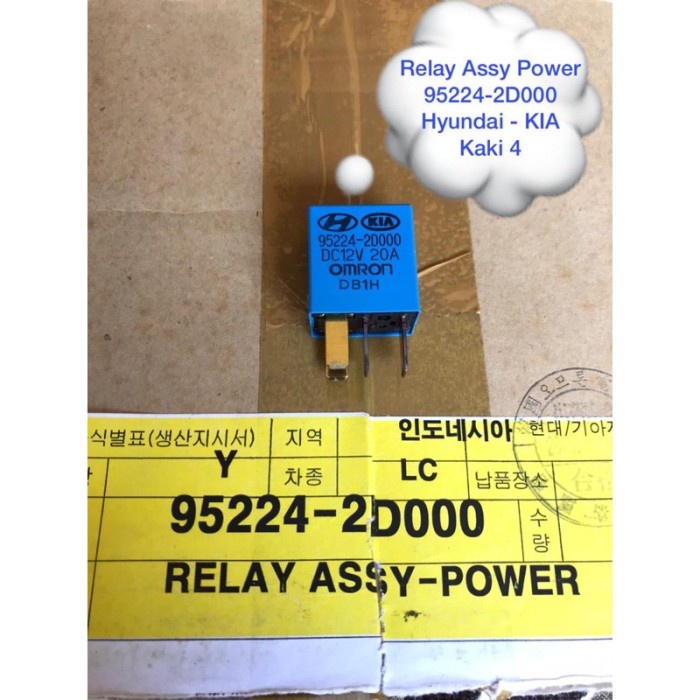 Relay Assy Power
95224-2D000
Hyundai - KIA
Kaki 4
KIA
95224-2D000
DC12V 20A
OMRON
DB1H
식별표(생산지시서) 지역 인도네시아 현대/기아
Y 차종 LC 납품장소
95224-2D000 수량
RELAY ASSY-POWER